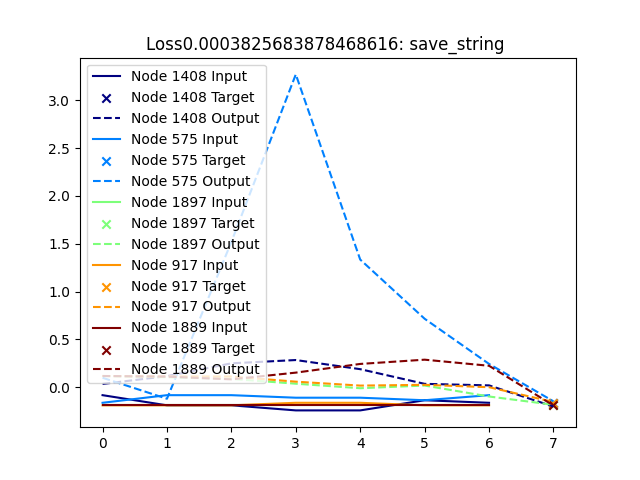 Loss0.0003825683878468616: save_string
3.0
2.5
2.0
1.5
1.0
0.5
0.0
Node 1408 Input
Node 1408 Target
Node 1408 Output
Node 575 Input
Node 575 Target
Node 575 Output
Node 1897 Input
Node 1897 Target
Node 1897 Output
Node 917 Input
Node 917 Target
Node 917 Output
Node 1889 Input
Node 1889 Target
Node 1889 Output
0 1 2 3 4 5 6 7